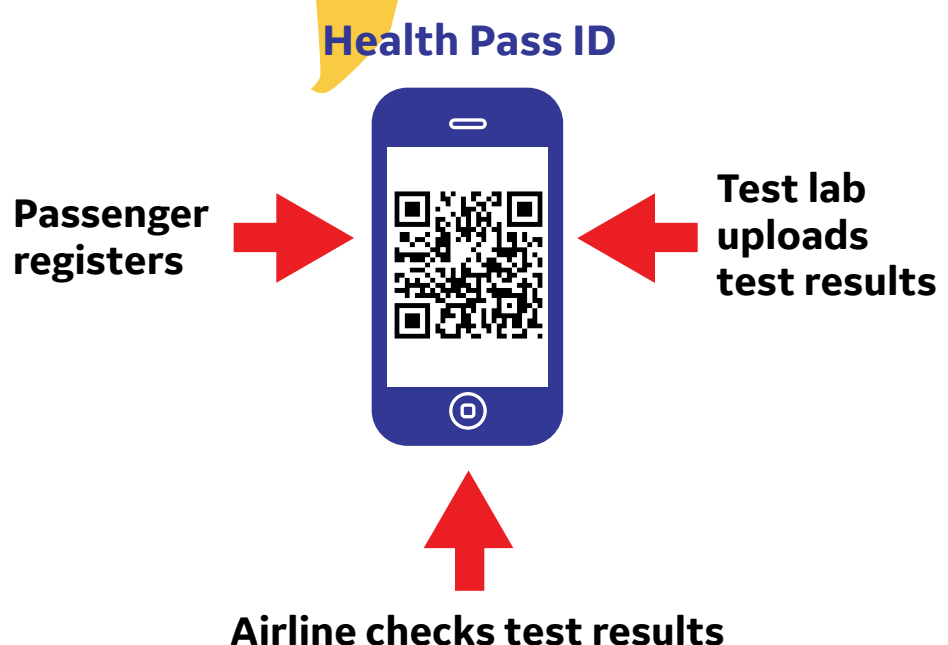 Health Pass ID
Passenger
registers
Test lab
uploads
test results
Airline checks test results